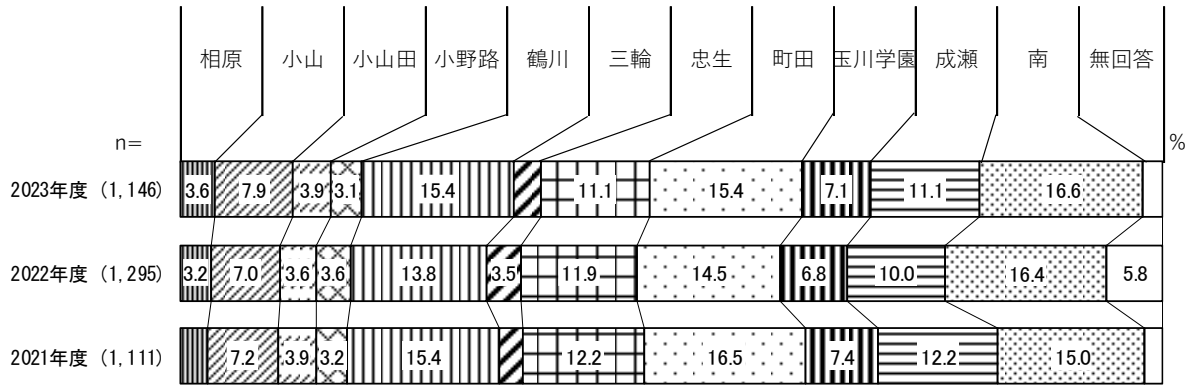 相原 小山 小山田 小野路 鶴川 三輪 忠生 町田 玉川学園 成瀬 南 無回答
n= %
2023年度 (1,146) 3.6 7.9 3.9 3.1 15.4 11.1 15.4 7.1 11.1 16.6
2022年度 (1,295) 3.2 7.0 3.6 3.6 13.8 3.5 11.9 14.5 6.8 10.0 16.4 5.8
2021年度 (1,111) 7.2 3.9 3.2 15.4 12.2 16.5 7.4 12.2 15.0